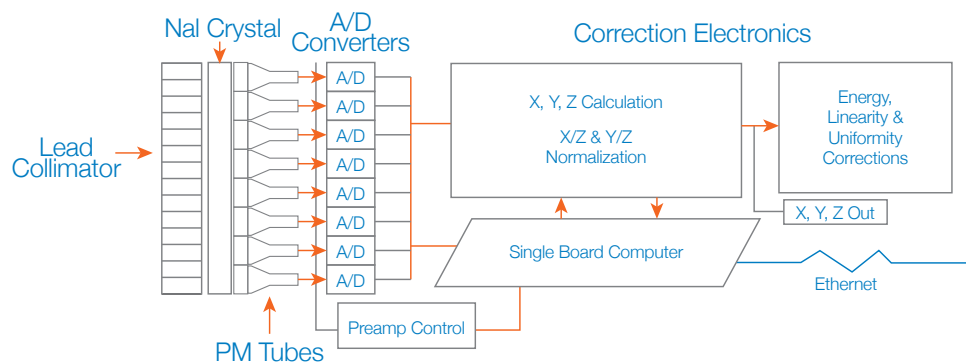 NaI Crystal
A/D
Converters
Correction Electronics
Lead
Collimator
A/D
A/D
A/D
A/D
A/D
A/D
A/D
A/D
X, Y, Z Calculation
X/Z & Y/Z
Normalization
Energy,
Linearity &
Uniformity
Corrections
X, Y, Z Out
Single Board Computer
Ethernet
Preamp Control
PM Tubes